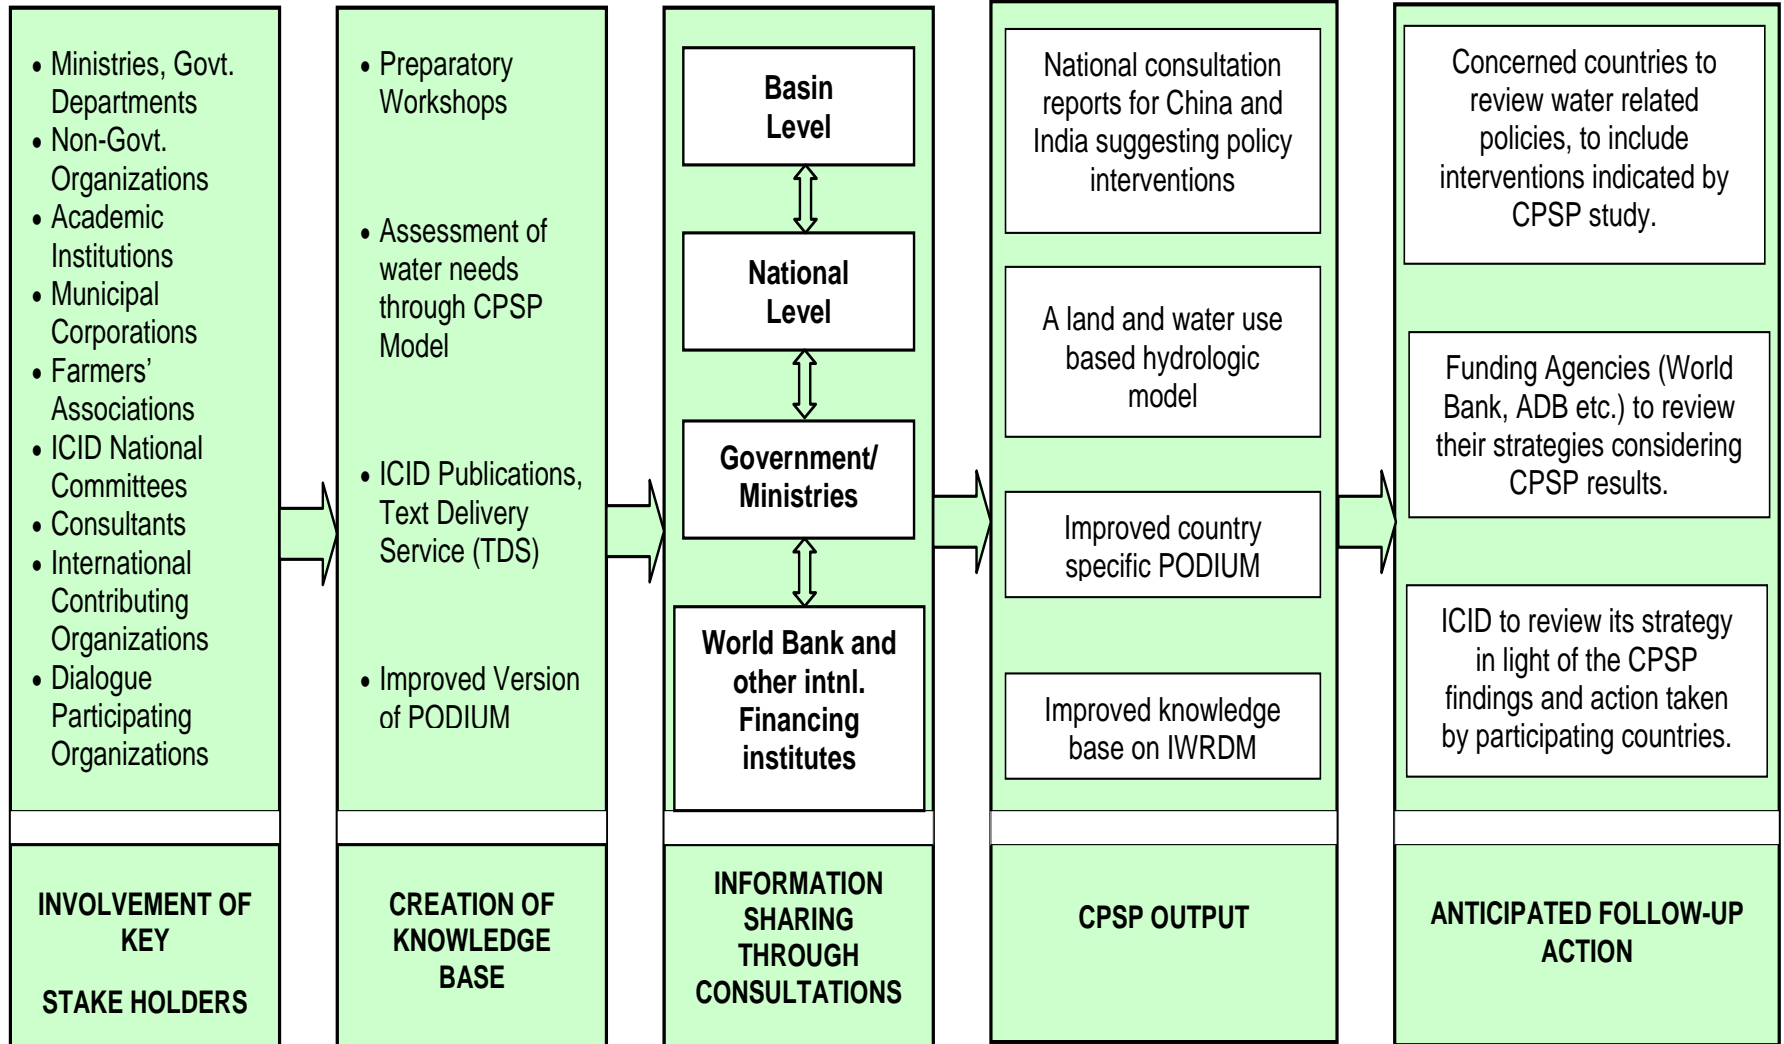 • Ministries, Govt.
Departments
• Non-Govt.
Organizations
• Academic
Institutions
• Municipal
Corporations
• Farmers’
Associations
• ICID National
Committees
• Consultants
• International
Contributing
Organizations
• Dialogue
Participating
Organizations
INVOLVEMENT OF
KEY
STAKE HOLDERS
• Preparatory
Workshops
• Assessment of
water needs
through CPSP
Model
• ICID Publications,
Text Delivery
Service (TDS)
• Improved Version
of PODIUM
CREATION OF
KNOWLEDGE
BASE
Basin
Level
National
Level
Government/
Ministries
World Bank and
other intnl.
Financing
institutes
INFORMATION
SHARING
THROUGH
CONSULTATIONS
National consultation
reports for China and
India suggesting policy
interventions
A land and water use
based hydrologic
model
Improved country
specific PODIUM
Improved knowledge
base on IWRDM
CPSP OUTPUT
Concerned countries to
review water related
policies, to include
interventions indicated by
CPSP study.
Funding Agencies (World
Bank, ADB etc.) to review
their strategies considering
CPSP results.
ICID to review its strategy
in light of the CPSP
findings and action taken
by participating countries.
ANTICIPATED FOLLOW-UP
ACTION